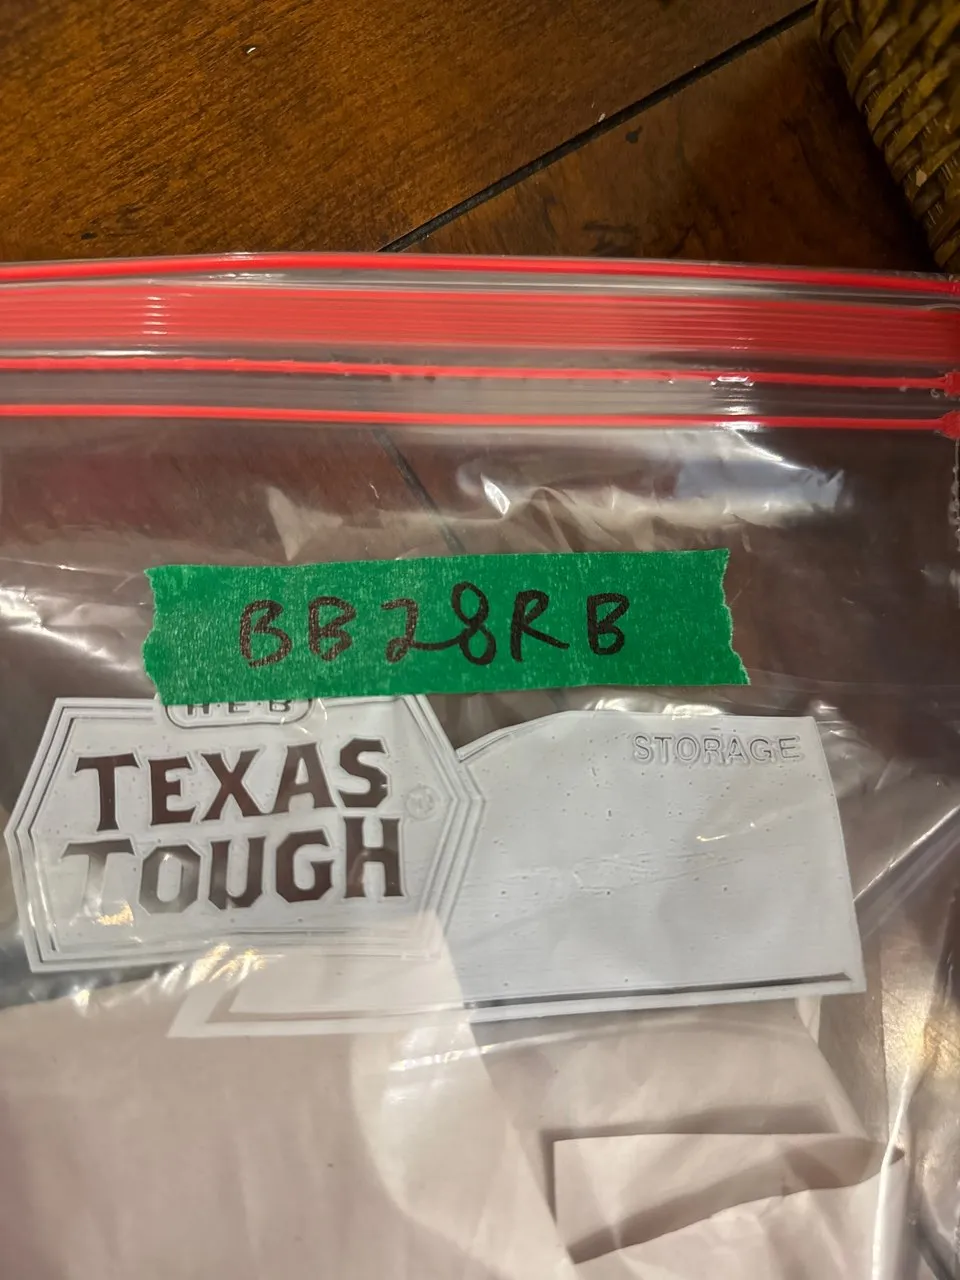 BB28RB
H-E-B
TEXAS
TOUGH
STORAGE